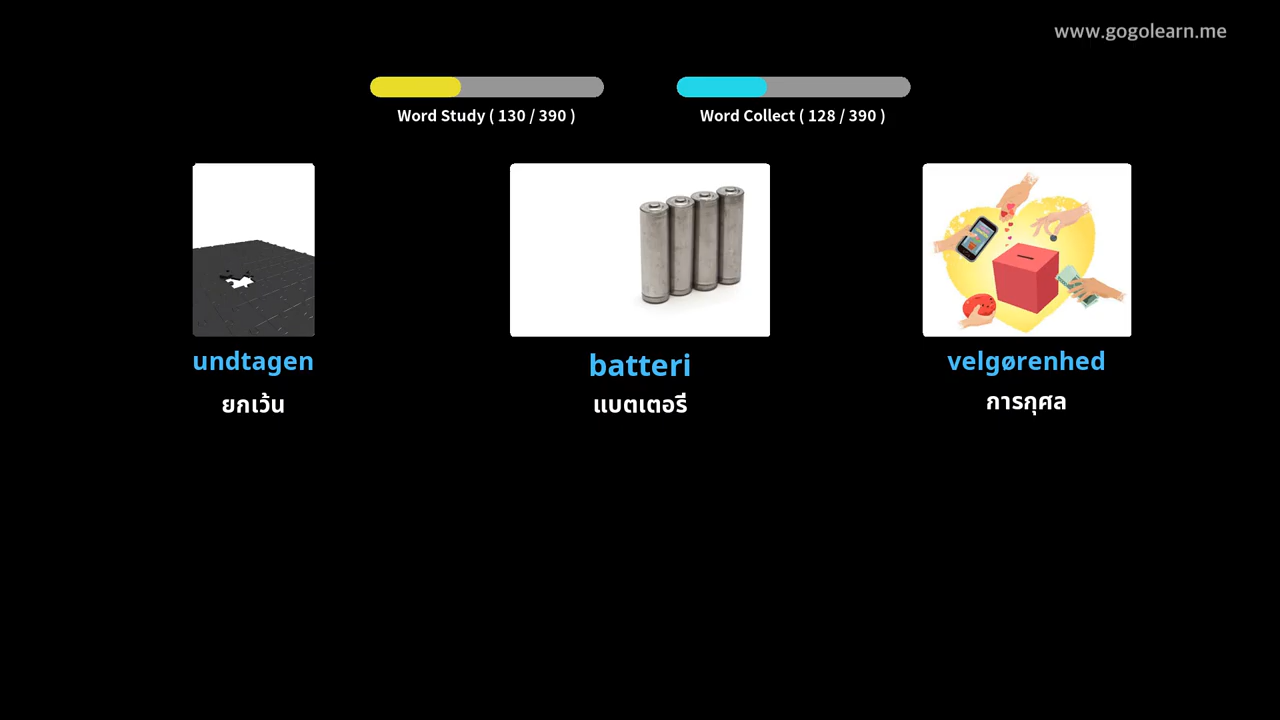 www.gogolearn.me
Word Study ( 130 / 390 )
Word Collect ( 128 / 390 )
undtagen
batteri
velgørenhed
ยกเว้น
แบตเตอรี่
การกุศล